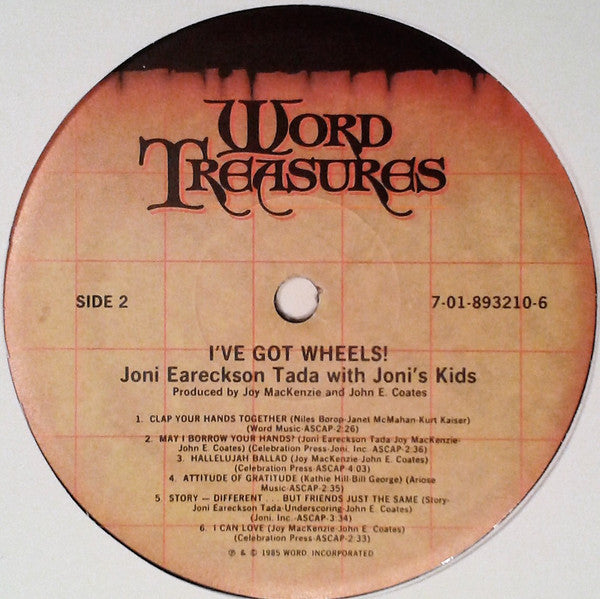 WORD
TREASURES
SIDE 2
7-01-893210-6
I'VE GOT WHEELS!
Joni Eareckson Tada with Joni's Kids
Produced by Joy MacKenzie and John E. Coates
1. CLAP YOUR HANDS TOGETHER (Niles Borop-Janet McMahan-Kurt Kaiser)
(Word Music-ASCAP-2:26)
2. MAY I BORROW YOUR HANDS? (Joni Eareckson Tada-Joy MacKenzie-
John E. Coates) (Celebration Press-Joni, Inc.-ASCAP-2:36)
3. HALLELUJAH BALLAD (Joy MacKenzie-John E. Coates)
(Celebration Press-ASCAP-4:03)
4. ATTITUDE OF GRATITUDE (Kathie Hill-Bill George) (Ariose
Music-ASCAP-2:35)
5. STORY — DIFFERENT . . . BUT FRIENDS JUST THE SAME (Story-
Joni Eareckson Tada-Underscoring-John E. Coates)
(Joni, Inc.-ASCAP-3:34)
6. I CAN LOVE (Joy MacKenzie-John E. Coates)
(Celebration Press-ASCAP-2:33)
℗ & © 1985 WORD, INCORPORATED